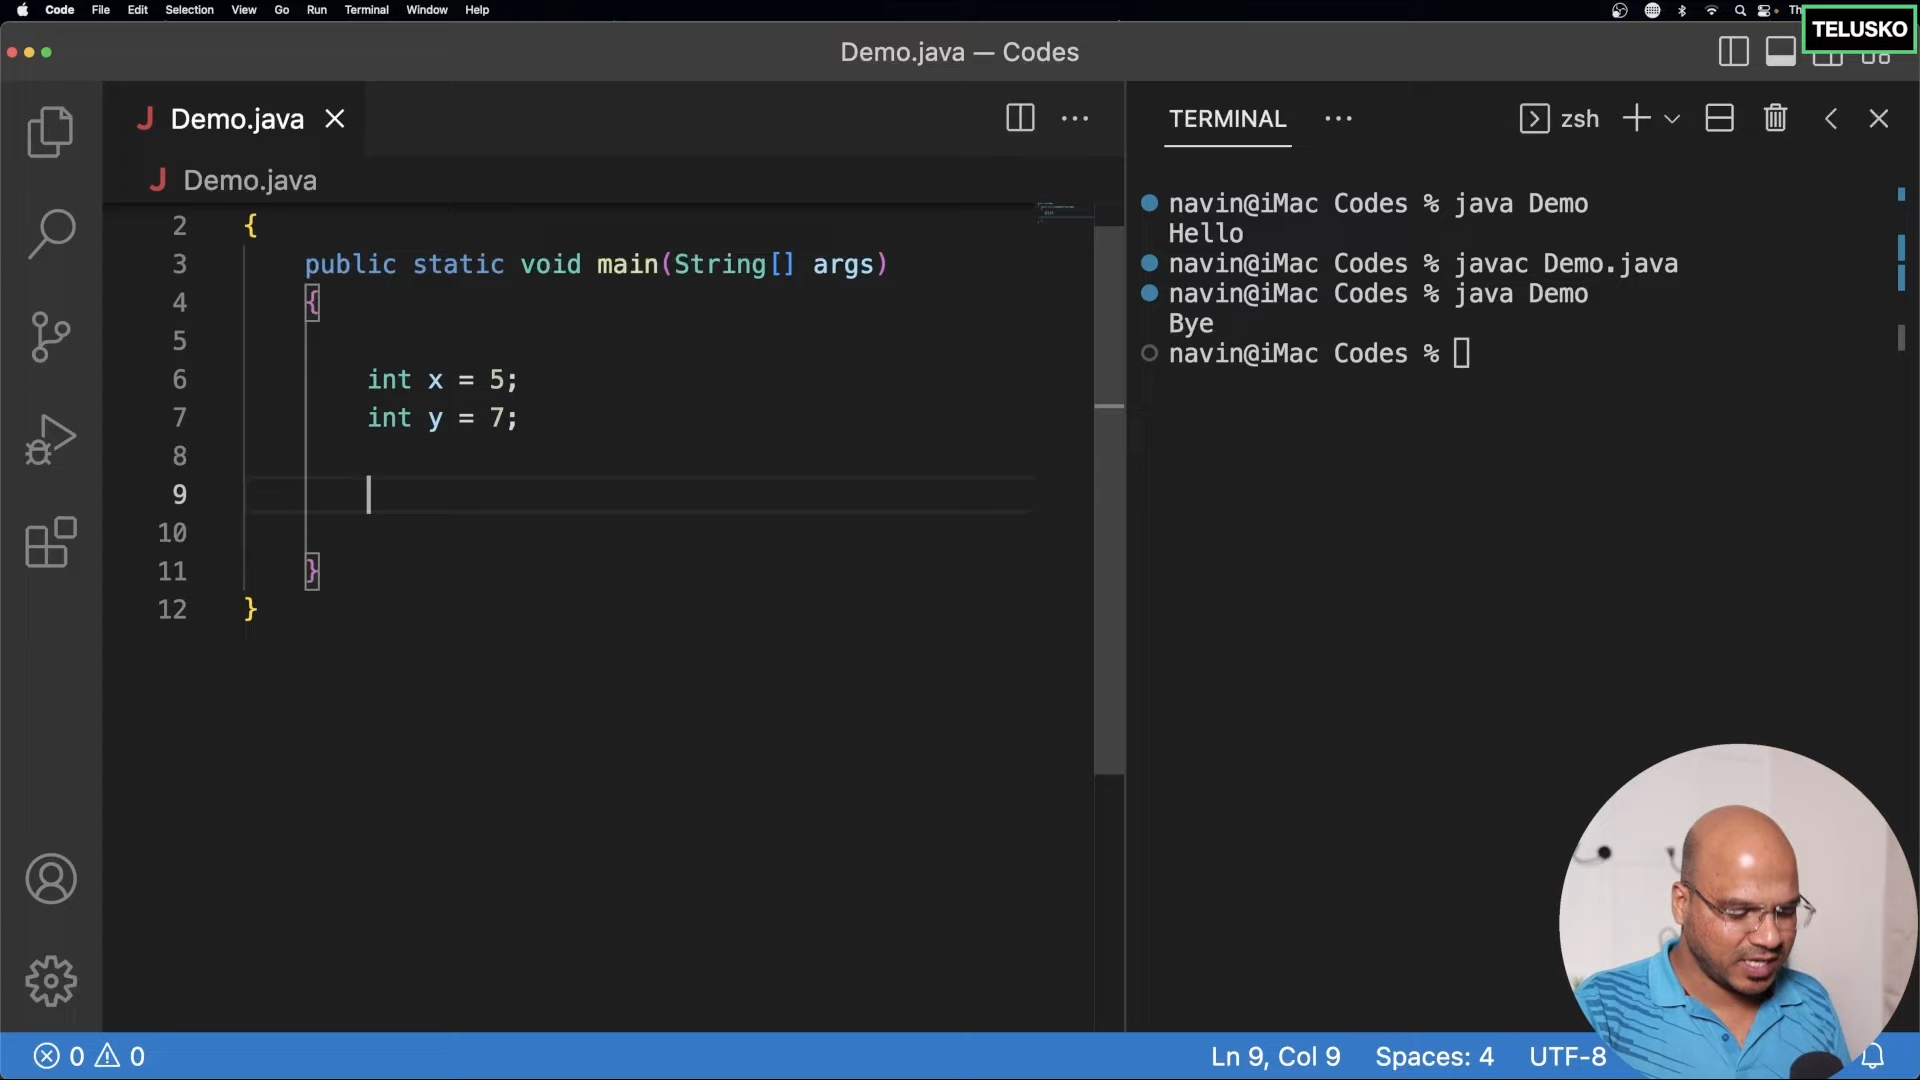 Code File Edit Selection View Go Run Terminal Window Help
TELUSKO
Demo.java — Codes
Demo.java
Demo.java
2 {
3 public static void main(String[] args)
4 {
5
6 int x = 5;
7 int y = 7;
8
9
10
11 }
12 }
TERMINAL
zsh
navin@iMac Codes % java Demo
Hello
navin@iMac Codes % javac Demo.java
navin@iMac Codes % java Demo
Bye
navin@iMac Codes %
0 0
Ln 9, Col 9 Spaces: 4 UTF-8